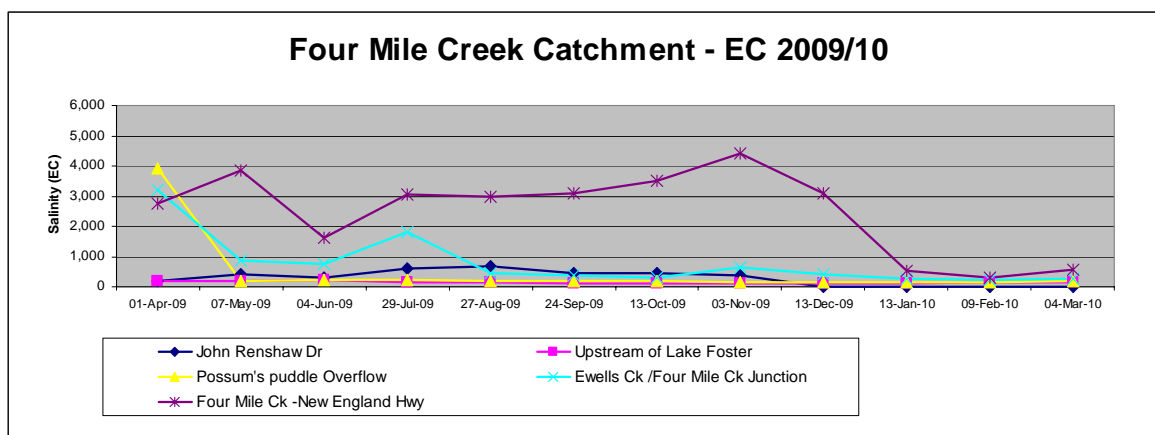 Four Mile Creek Catchment - EC 2009/10
6,000
5,000
4,000
3,000
2,000
1,000
0
Salinity (EC)
01-Apr-09 07-May-09 04-Jun-09 29-Jul-09 27-Aug-09 24-Sep-09 13-Oct-09 03-Nov-09 13-Dec-09 13-Jan-10 09-Feb-10 04-Mar-10
John Renshaw Dr Upstream of Lake Foster
Possum's puddle Overflow Ewells Ck /Four Mile Ck Junction
Four Mile Ck -New England Hwy